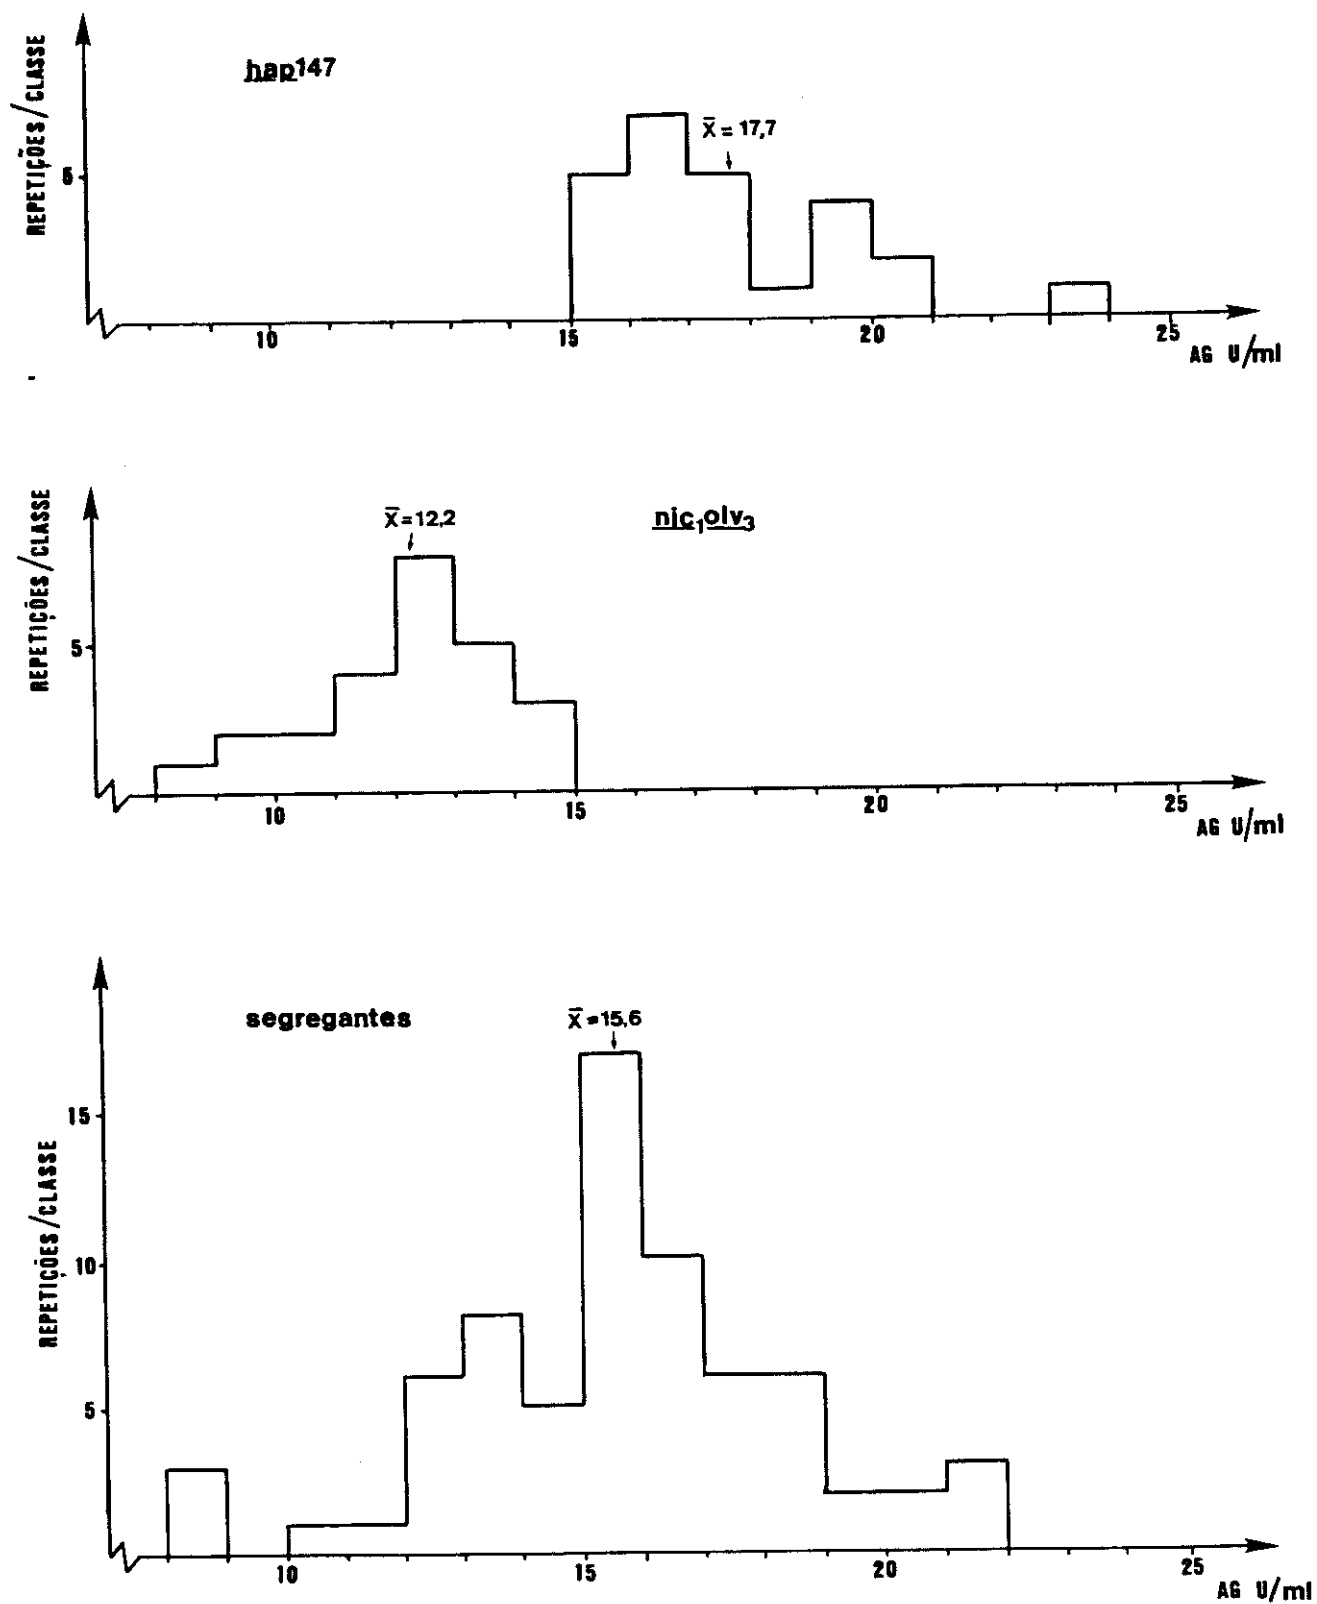 hap147
REPETIÇÕES/CLASSE
X̄ = 17,7
5
10 15 20 25
AG U/ml
nic₁olv₃
REPETIÇÕES/CLASSE
X̄=12,2
5
10 15 20 25
AG U/ml
segregantes
REPETIÇÕES/CLASSE
X̄=15,6
15
10
5
10 15 20 25
AG U/ml